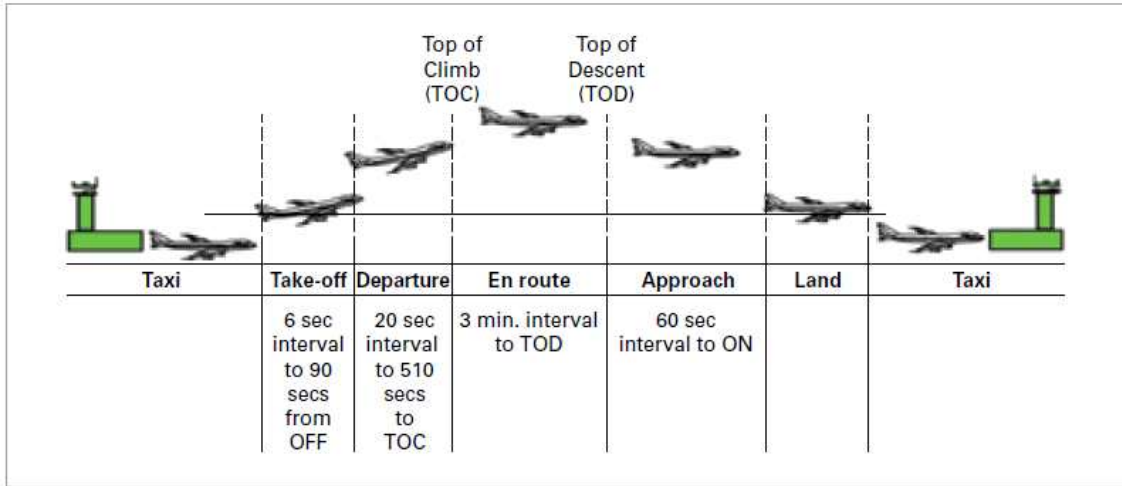 Top of
Climb
(TOC)
Top of
Descent
(TOD)
Taxi
Take-off
Departure
En route
Approach
Land
Taxi
6 sec
interval
to 90
secs
from
OFF
20 sec
interval
to 510
secs
to
TOC
3 min. interval
to TOD
60 sec
interval to ON